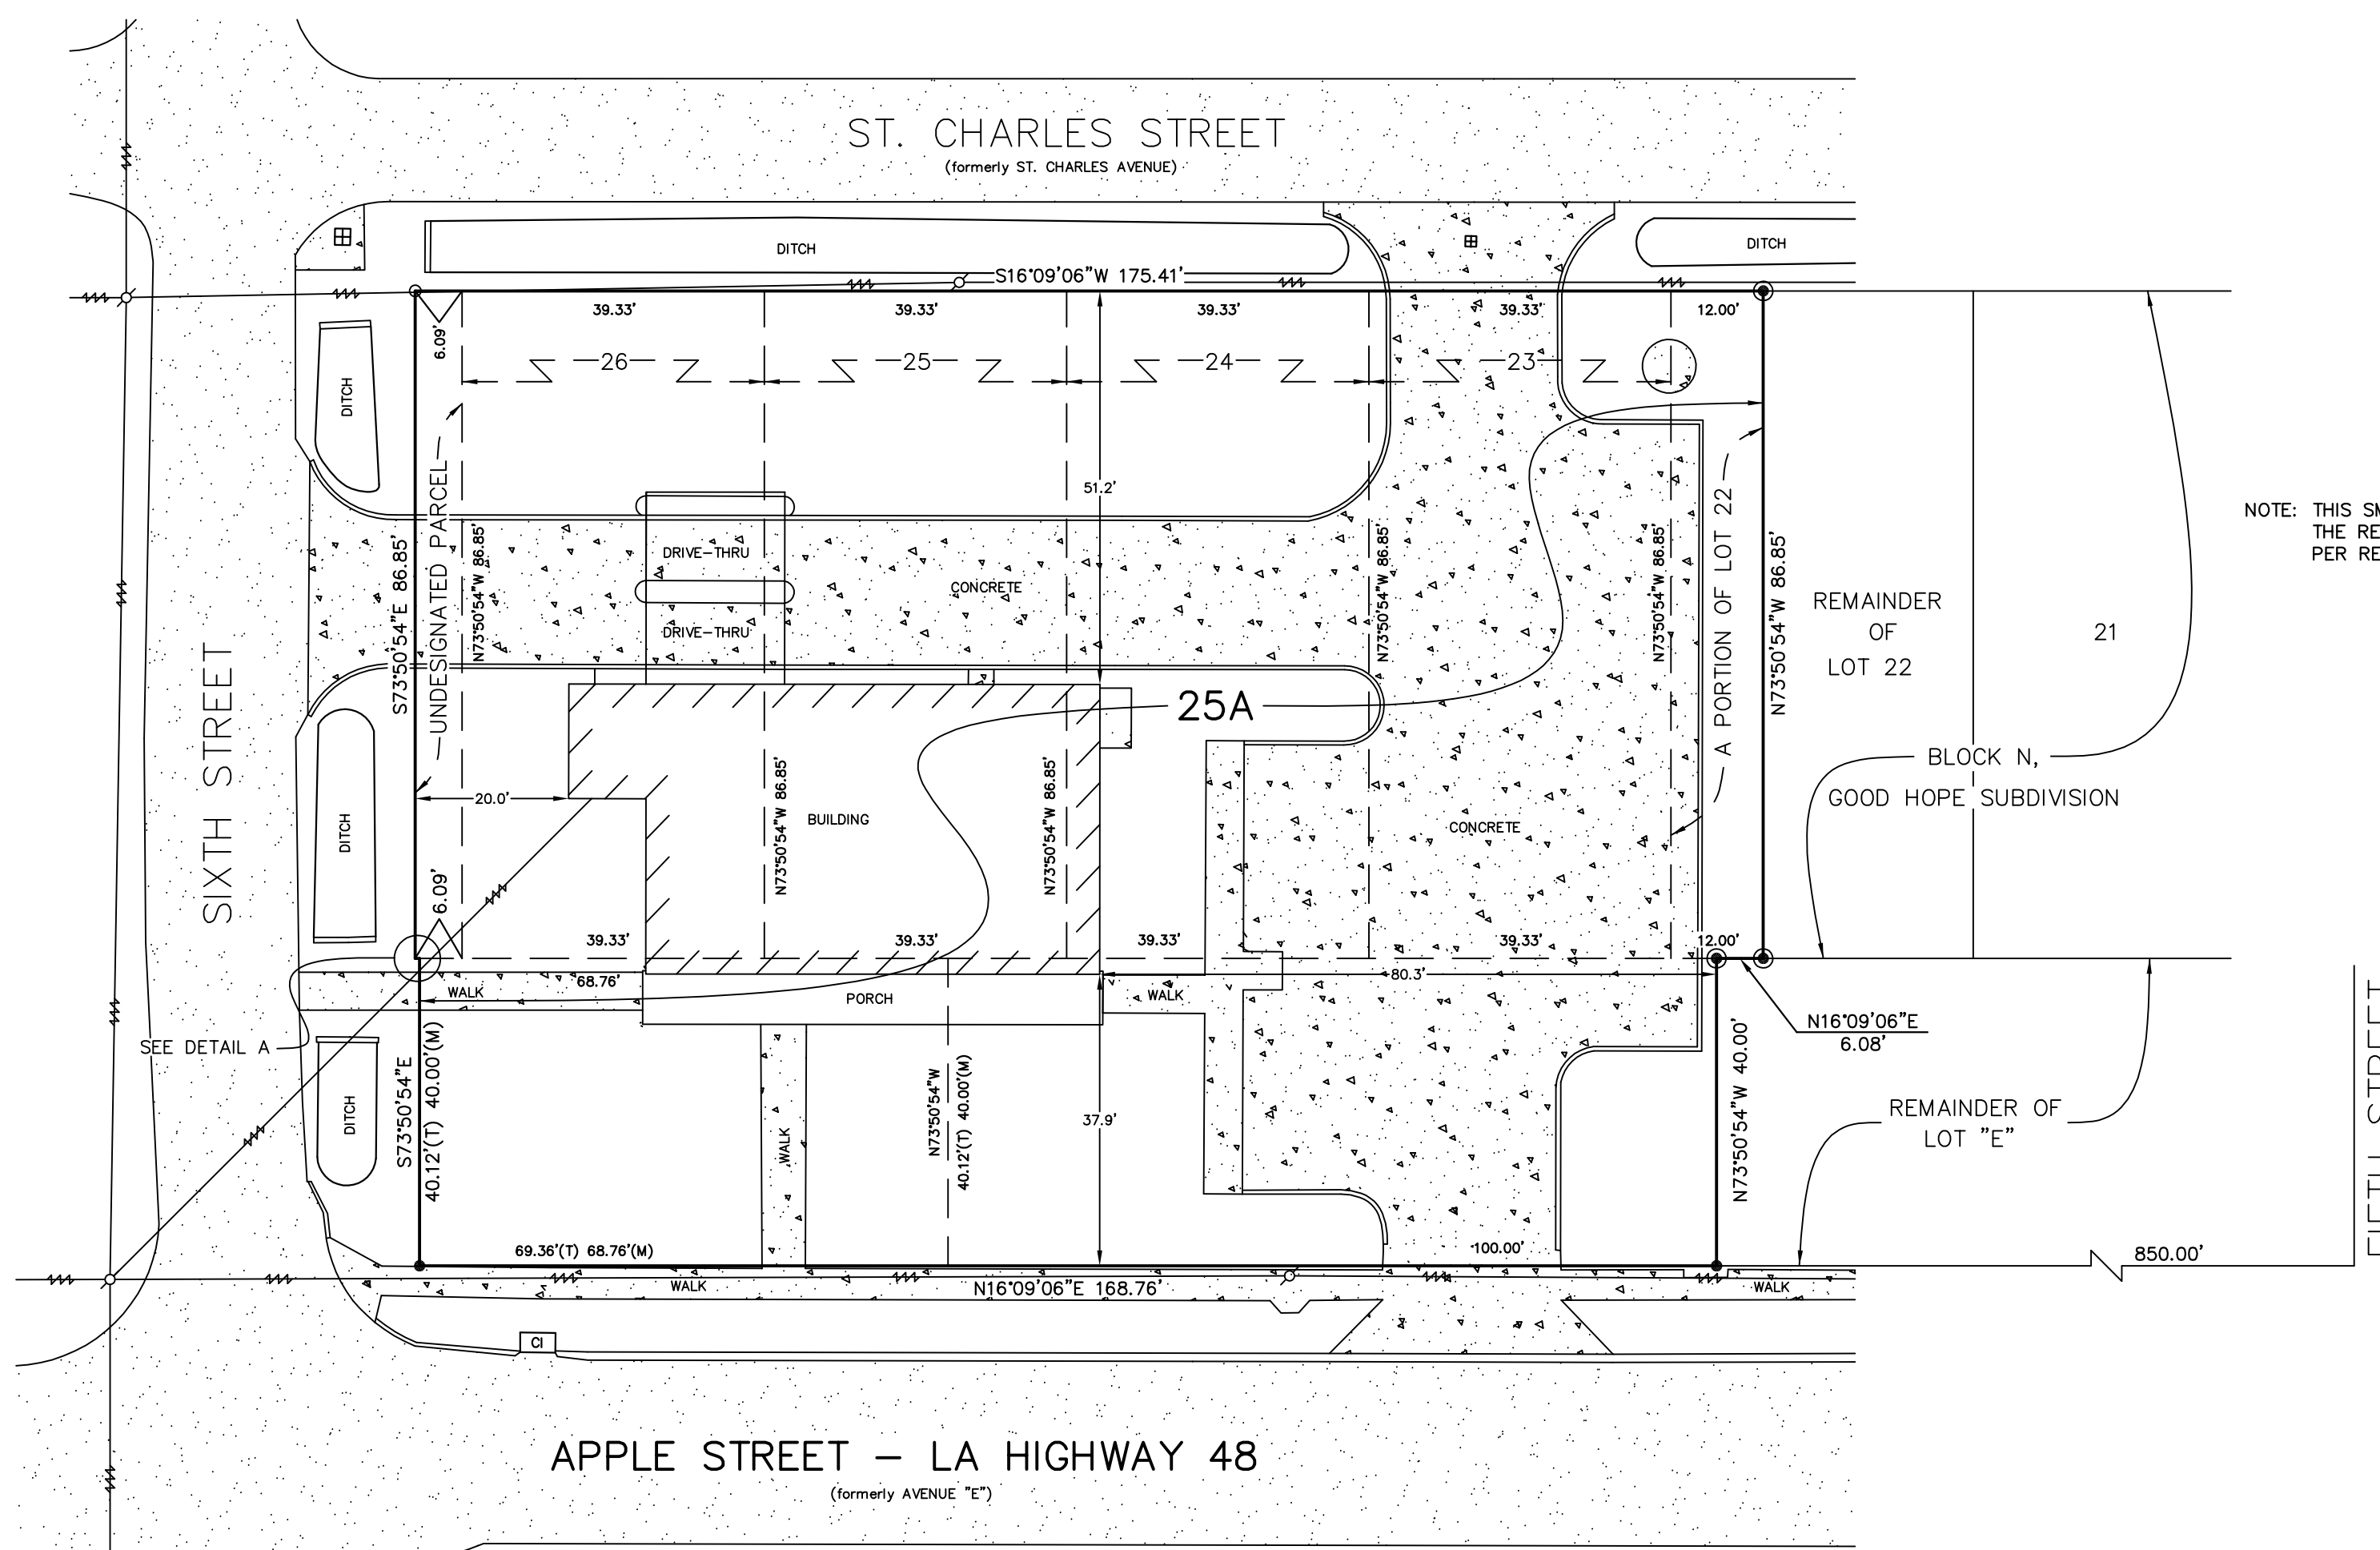 ST. CHARLES STREET
(formerly ST. CHARLES AVENUE)
DITCH
DITCH
S16°09'06"W 175.41'
39.33'
39.33'
39.33'
39.33'
12.00'
6.09'
26
25
24
23
DITCH
51.2'
UNDESIGNATED PARCEL
S73°50'54"E 86.85'
N73°50'54"W 86.85'
DRIVE-THRU
DRIVE-THRU
CONCRETE
N73°50'54"W 86.85'
N73°50'54"W 86.85'
A PORTION OF LOT 22
N73°50'54"W 86.85'
NOTE: THIS
THE
PER
REMAINDER
OF
LOT 22
21
25A
SIXTH STREET
BLOCK N,
GOOD HOPE SUBDIVISION
20.0'
BUILDING
N73°50'54"W 86.85'
N73°50'54"W 86.85'
CONCRETE
DITCH
6.09'
39.33'
39.33'
39.33'
39.33'
12.00'
68.76'
80.3'
WALK
PORCH
WALK
SEE DETAIL A
N16°09'06"E
6.08'
DITCH
S73°50'54"E
40.12'(T) 40.00'(M)
WALK
N73°50'54"W
40.12'(T) 40.00'(M)
37.9'
N73°50'54"W 40.00'
REMAINDER OF
LOT "E"
69.36'(T) 68.76'(M)
100.00'
850.00'
WALK
N16°09'06"E 168.76'
WALK
CI
APPLE STREET – LA HIGHWAY 48
(formerly AVENUE "E")
STREET